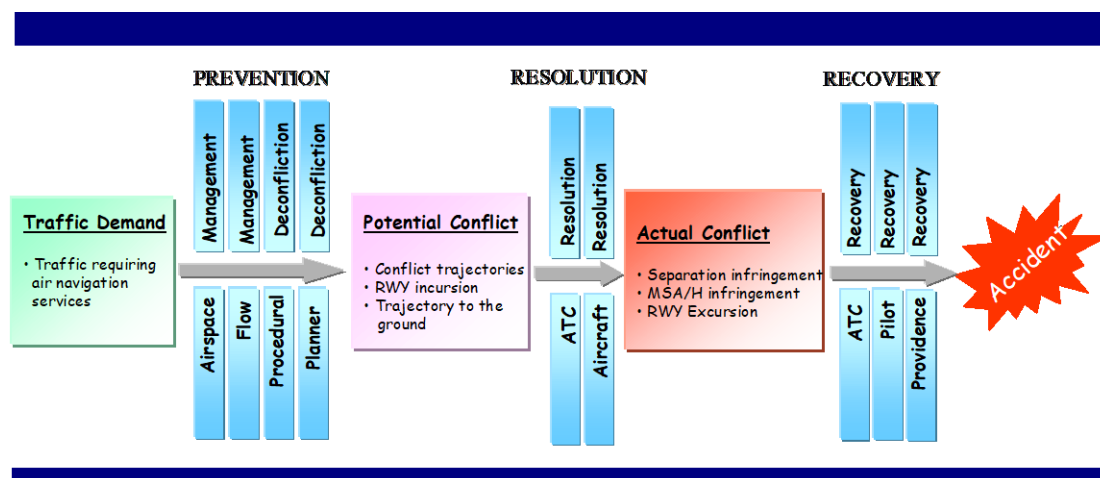 PREVENTION
RESOLUTION
RECOVERY
Management
Management
Deconfliction
Deconfliction
Resolution
Resolution
Recovery
Recovery
Recovery
Traffic Demand
• Traffic requiring
air navigation
services
Potential Conflict
• Conflict trajectories
• RWY incursion
• Trajectory to the
ground
Actual Conflict
• Separation infringement
• MSA/H infringement
• RWY Excursion
Accident
Airspace
Flow
Procedural
Planner
ATC
Aircraft
ATC
Pilot
Providence